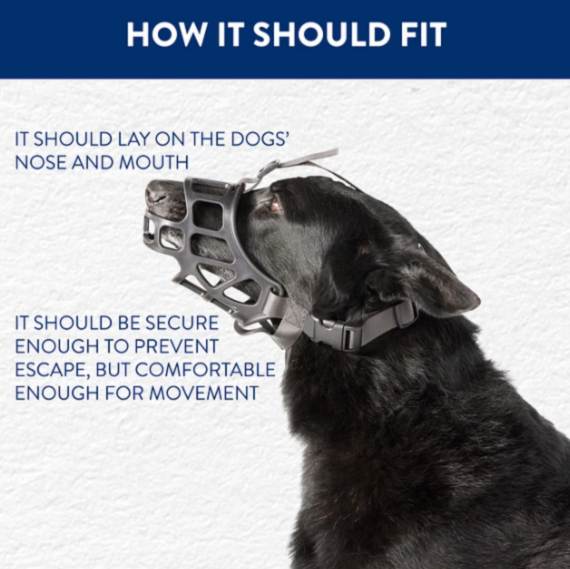 HOW IT SHOULD FIT
IT SHOULD LAY ON THE DOGS’
NOSE AND MOUTH
IT SHOULD BE SECURE
ENOUGH TO PREVENT
ESCAPE, BUT COMFORTABLE
ENOUGH FOR MOVEMENT